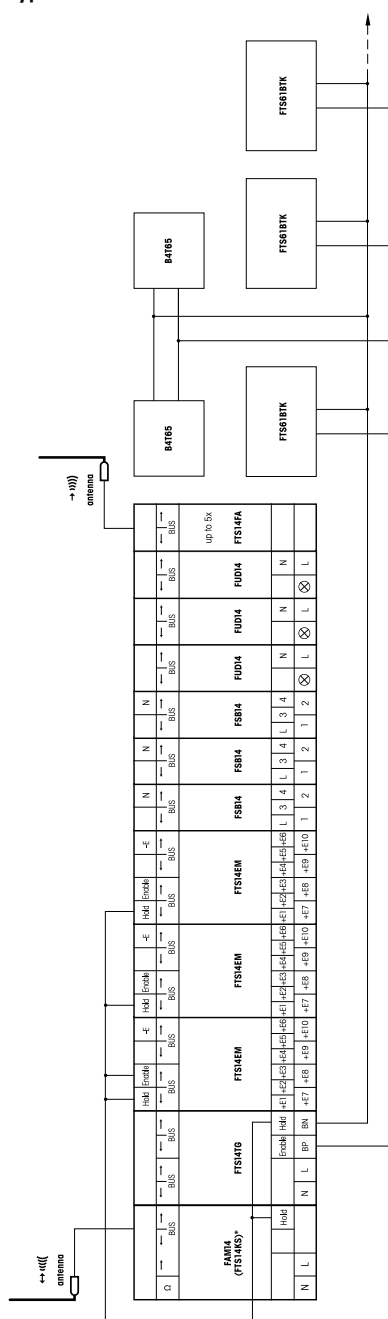 antenna
antenna
Hold Enable -E Hold Enable -E Hold Enable -E N N N
Ω BUS BUS BUS BUS BUS BUS BUS BUS BUS BUS BUS BUS BUS BUS BUS BUS
up to 5x
FAM14 (FTS14KS)* FTS14TG FTS14EM FTS14EM FTS14EM FSB14 FSB14 FSB14 FUD14 FUD14 FUD14 FTS14FA
B4T65 B4T65
Hold Enable Hold +E1 +E2 +E3 +E4 +E5 +E6 +E1 +E2 +E3 +E4 +E5 +E6 +E1 +E2 +E3 +E4 +E5 +E6 L 3 4 L 3 4 L 3 4 N N N
N L N L BP BN +E7 +E8 +E9 +E10 +E7 +E8 +E9 +E10 +E7 +E8 +E9 +E10 1 2 1 2 1 2 L L L
FTS61BTK FTS61BTK FTS61BTK